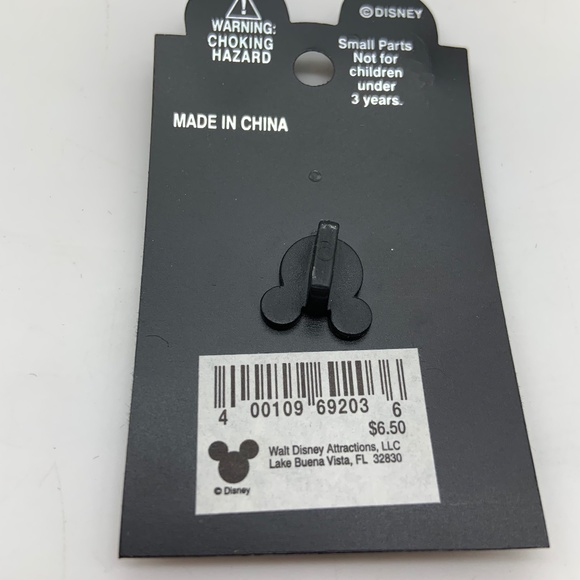 WARNING:
CHOKING
HAZARD
©DISNEY
Small Parts
Not for
children
under
3 years.
MADE IN CHINA
4 00109 69203 6
$6.50
Walt Disney Attractions, LLC
Lake Buena Vista, FL 32830
© Disney